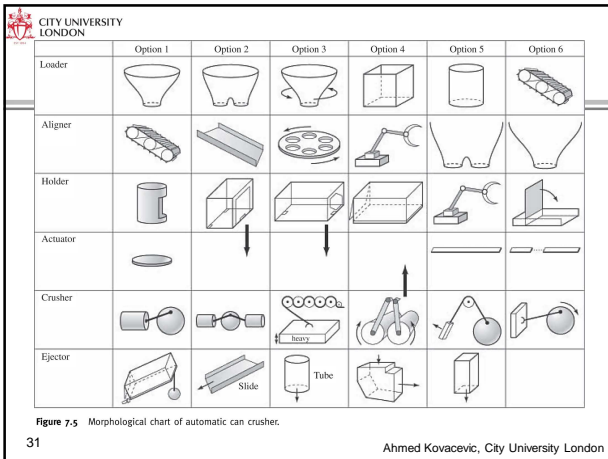 CITY UNIVERSITY
LONDON
Option 1 Option 2 Option 3 Option 4 Option 5 Option 6
Loader
Aligner
Holder
Actuator
Crusher
heavy
Ejector
Slide
Tube
Figure 7.5 Morphological chart of automatic can crusher.
31
Ahmed Kovacevic, City University London